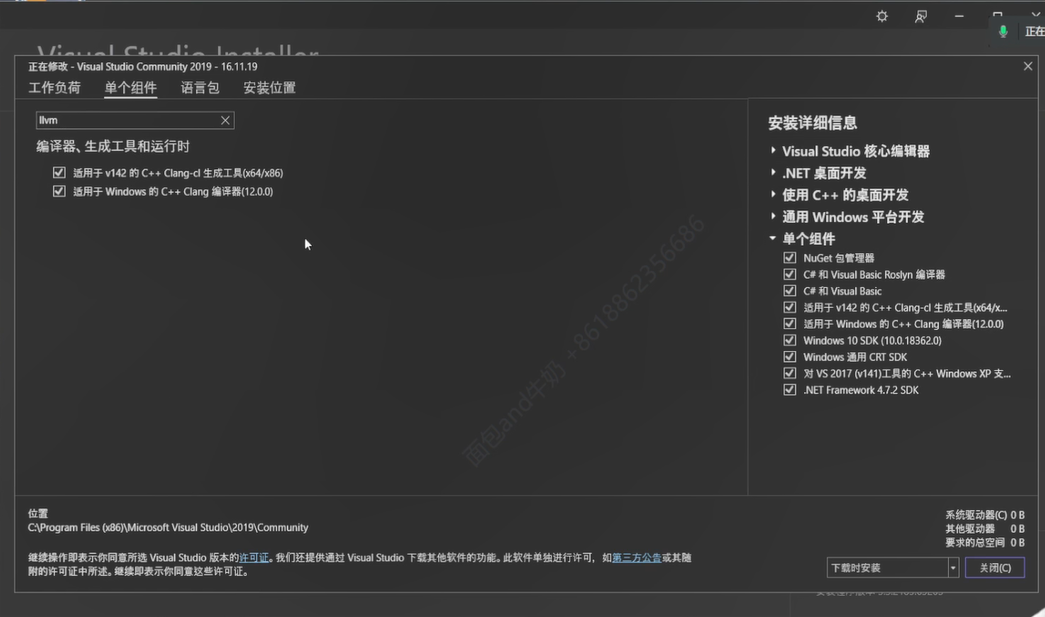 Visual Studio Installer
正在
正在修改 - Visual Studio Community 2019 - 16.11.19
工作负荷 单个组件 语言包 安装位置
llvm
编译器、生成工具和运行时
适用于 v142 的 C++ Clang-cl 生成工具(x64/x86)
适用于 Windows 的 C++ Clang 编译器(12.0.0)
安装详细信息
Visual Studio 核心编辑器
.NET 桌面开发
使用 C++ 的桌面开发
通用 Windows 平台开发
单个组件
NuGet 包管理器
C# 和 Visual Basic Roslyn 编译器
C# 和 Visual Basic
适用于 v142 的 C++ Clang-cl 生成工具(x64/x...
适用于 Windows 的 C++ Clang 编译器(12.0.0)
Windows 10 SDK (10.0.18362.0)
Windows 通用 CRT SDK
对 VS 2017 (v141)工具的 C++ Windows XP 支...
.NET Framework 4.7.2 SDK
面包and牛奶 +8618862356686
位置
C:\Program Files (x86)\Microsoft Visual Studio\2019\Community
继续操作即表示你同意所选 Visual Studio 版本的许可证。我们还提供通过 Visual Studio 下载其他软件的功能。此软件单独进行许可，如第三方公告或其随
附的许可证中所述。继续即表示你同意这些许可证。
系统驱动器(C) 0 B
其他驱动器 0 B
要求的总空间 0 B
下载时安装
关闭(C)